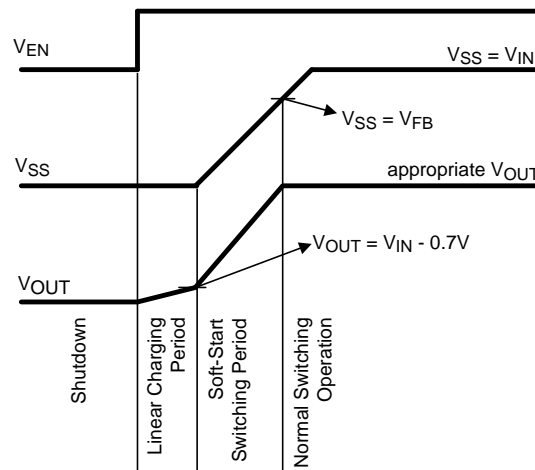 VEN
VSS = VIN
VSS = VFB
VSS
appropriate VOUT
VOUT = VIN - 0.7V
VOUT
Shutdown
Linear Charging
Period
Soft-Start
Switching Period
Normal Switching
Operation